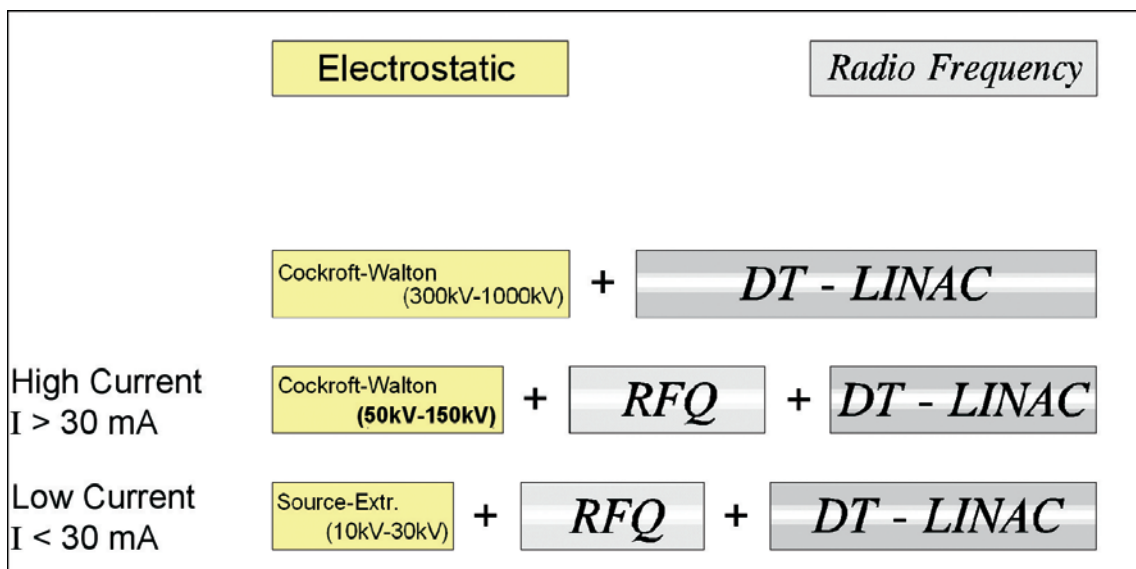 Electrostatic
Radio Frequency
Cockroft-Walton
(300kV-1000kV)
+
DT - LINAC
High Current
I > 30 mA
Cockroft-Walton
(50kV-150kV)
+
RFQ
+
DT - LINAC
Low Current
I < 30 mA
Source-Extr.
(10kV-30kV)
+
RFQ
+
DT - LINAC